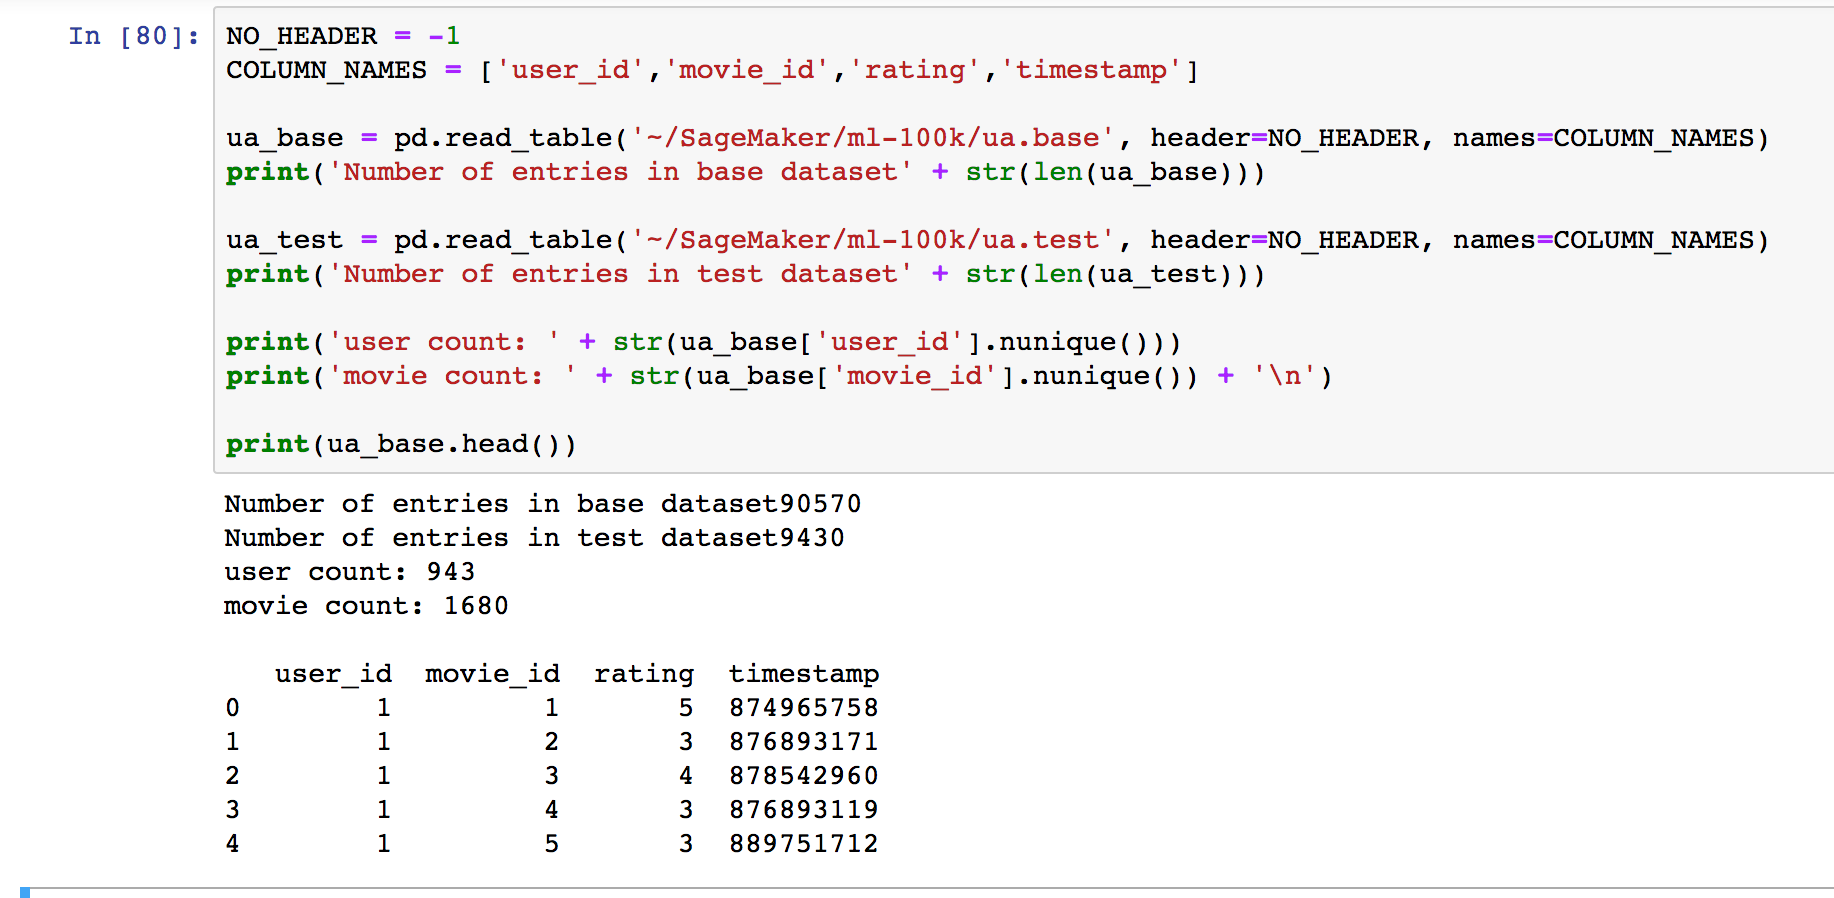 In [80]: NO_HEADER = -1
COLUMN_NAMES = ['user_id','movie_id','rating','timestamp']
ua_base = pd.read_table('~/SageMaker/ml-100k/ua.base', header=NO_HEADER, names=COLUMN_NAMES)
print('Number of entries in base dataset' + str(len(ua_base)))
ua_test = pd.read_table('~/SageMaker/ml-100k/ua.test', header=NO_HEADER, names=COLUMN_NAMES)
print('Number of entries in test dataset' + str(len(ua_test)))
print('user count: ' + str(ua_base['user_id'].nunique()))
print('movie count: ' + str(ua_base['movie_id'].nunique()) + '\n')
print(ua_base.head())
Number of entries in base dataset90570
Number of entries in test dataset9430
user count: 943
movie count: 1680
user_id movie_id rating timestamp
0 1 1 5 874965758
1 1 2 3 876893171
2 1 3 4 878542960
3 1 4 3 876893119
4 1 5 3 889751712